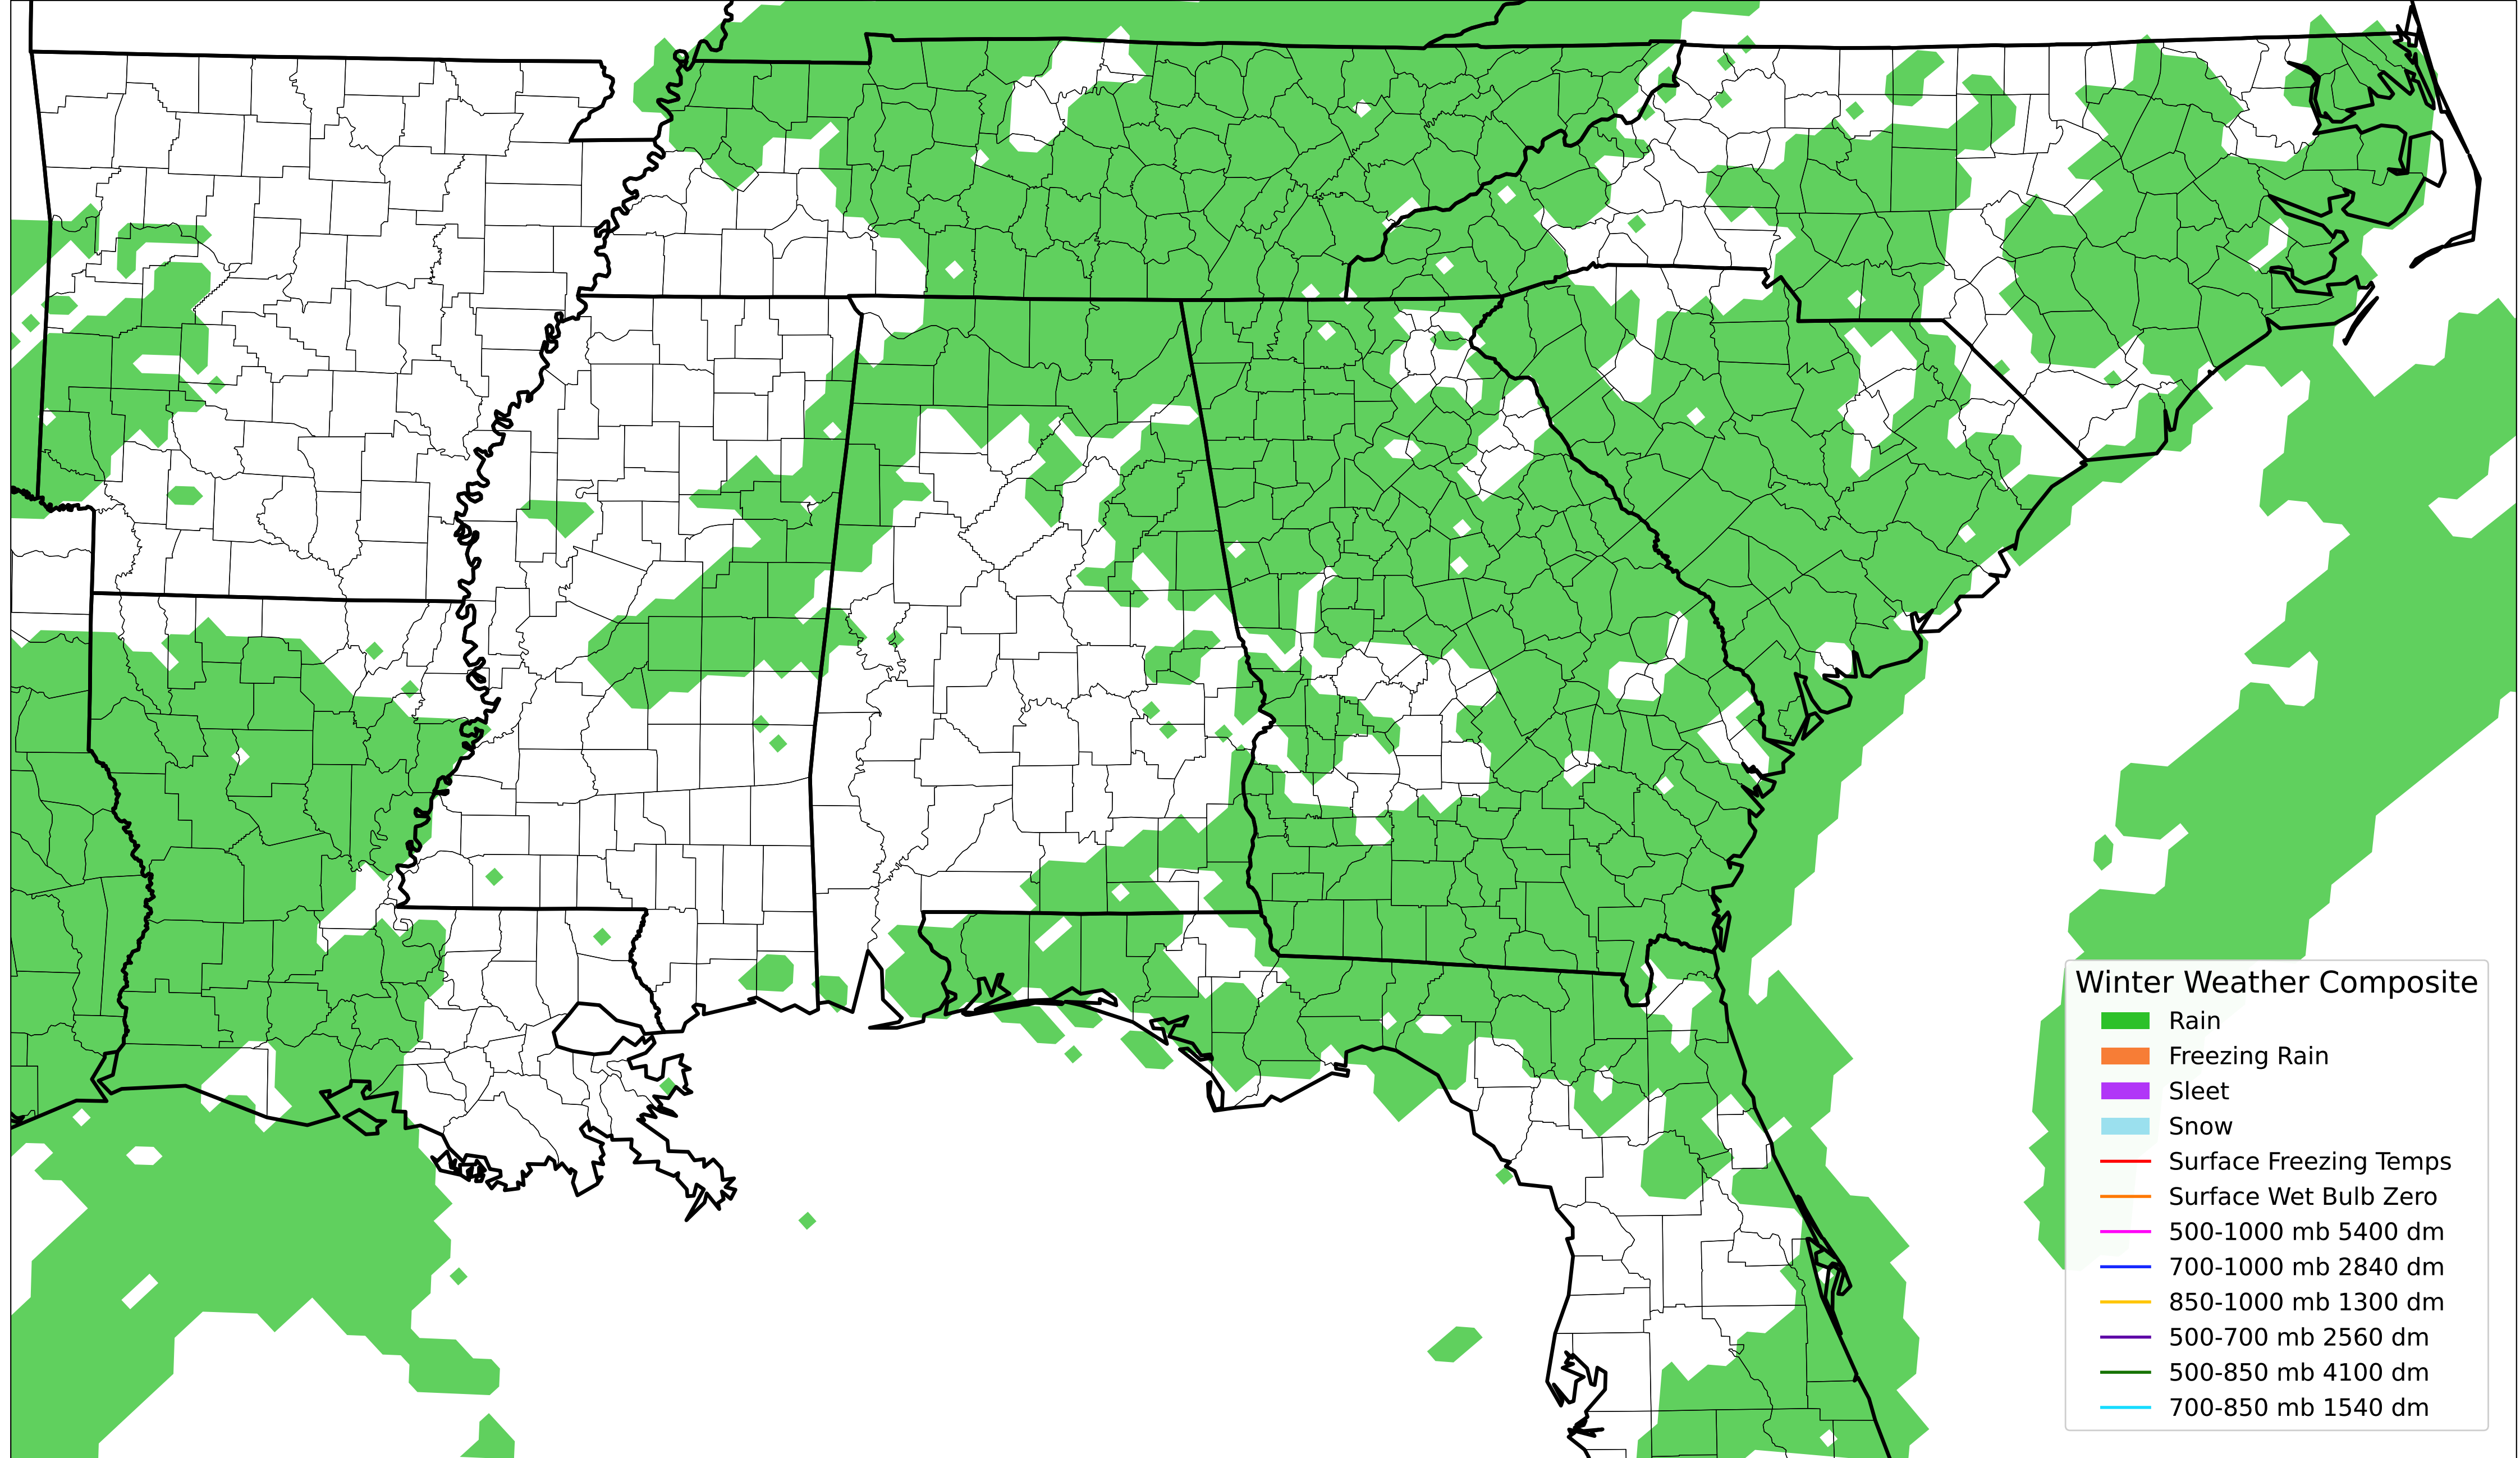 Winter Weather Composite
Rain
Freezing Rain
Sleet
Snow
Surface Freezing Temps
Surface Wet Bulb Zero
500-1000 mb 5400 dm
700-1000 mb 2840 dm
850-1000 mb 1300 dm
500-700 mb 2560 dm
500-850 mb 4100 dm
700-850 mb 1540 dm